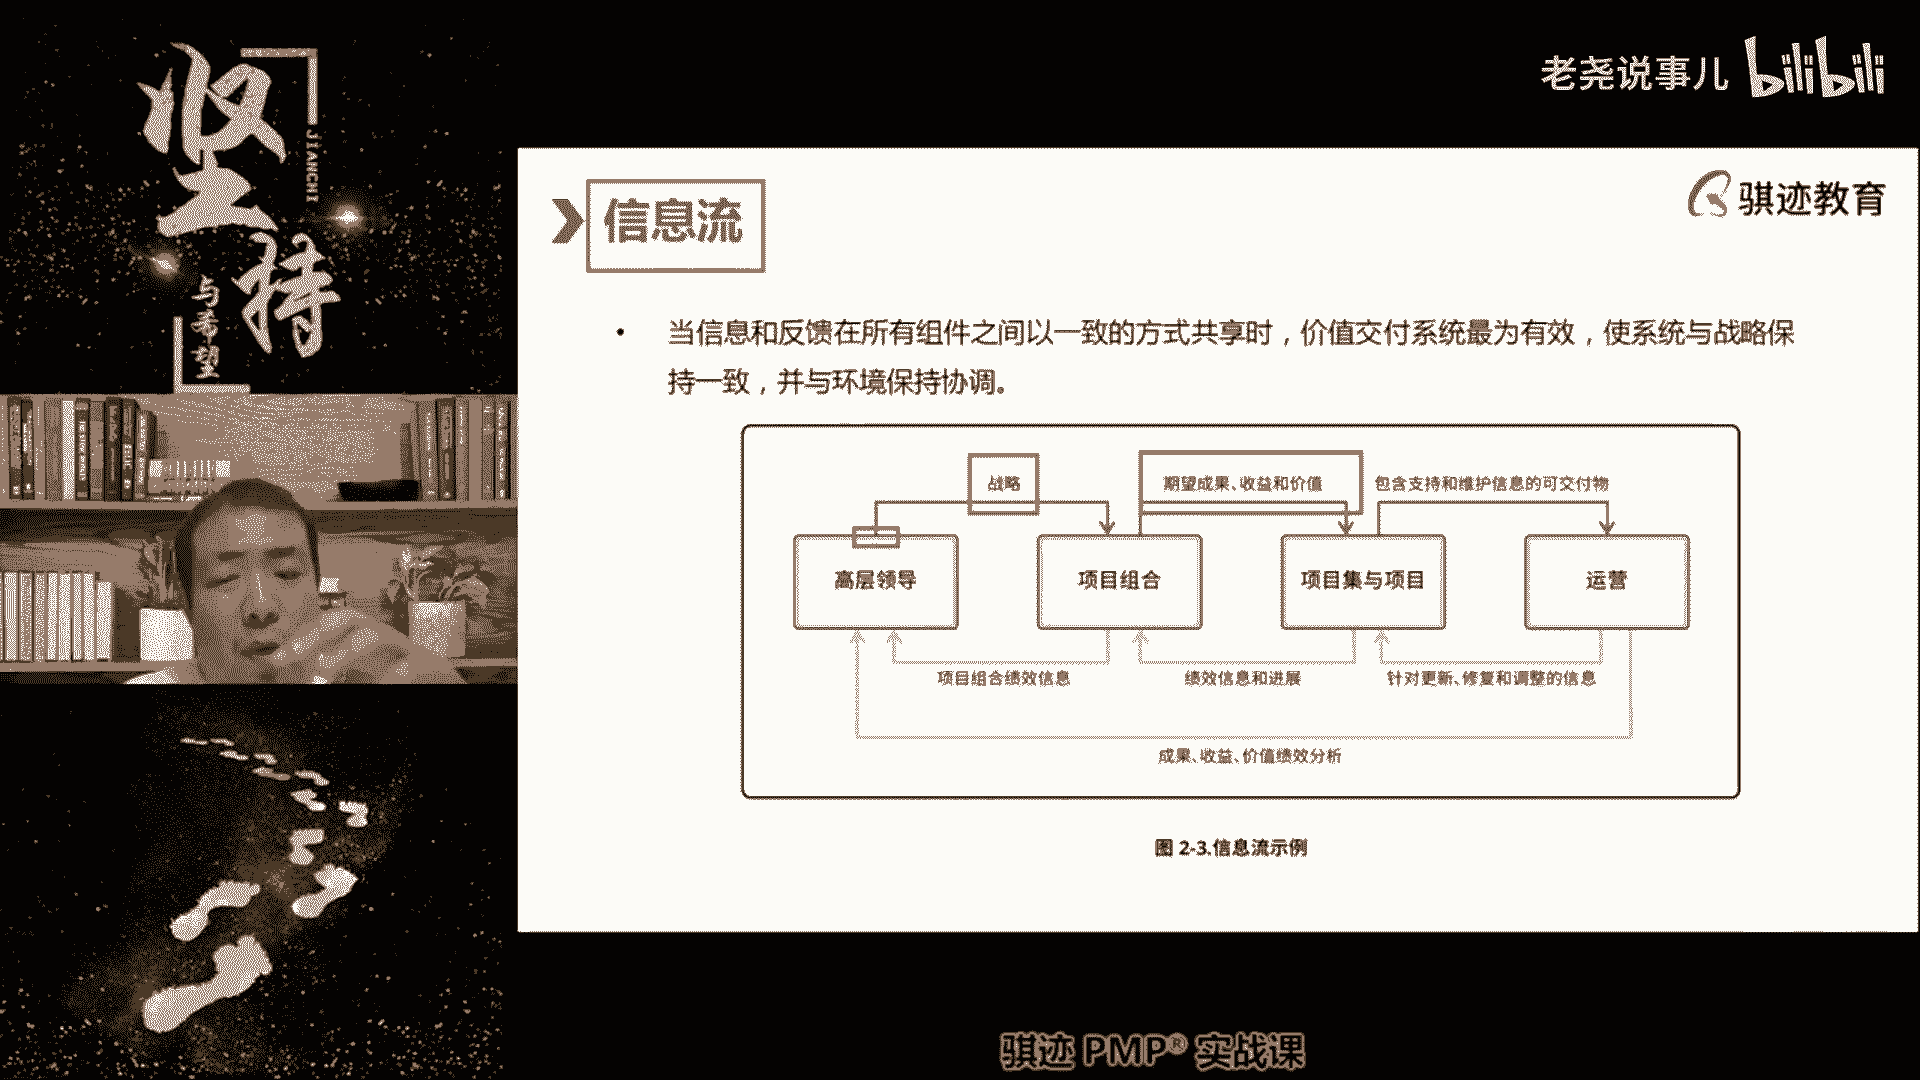 坚
持
JIANCHI
与希望
老尧说事儿 bilibili
骐迹教育
信息流
• 当信息和反馈在所有组件之间以一致的方式共享时，价值交付系统最为有效，使系统与战略保
持一致，并与环境保持协调。
战略
期望成果、收益和价值
包含支持和维护信息的可交付物
高层领导
项目组合
项目集与项目
运营
项目组合绩效信息
绩效信息和进展
针对更新、修复和调整的信息
成果、收益、价值绩效分析
图 2-3.信息流示例
骐迹 PMP® 实战课